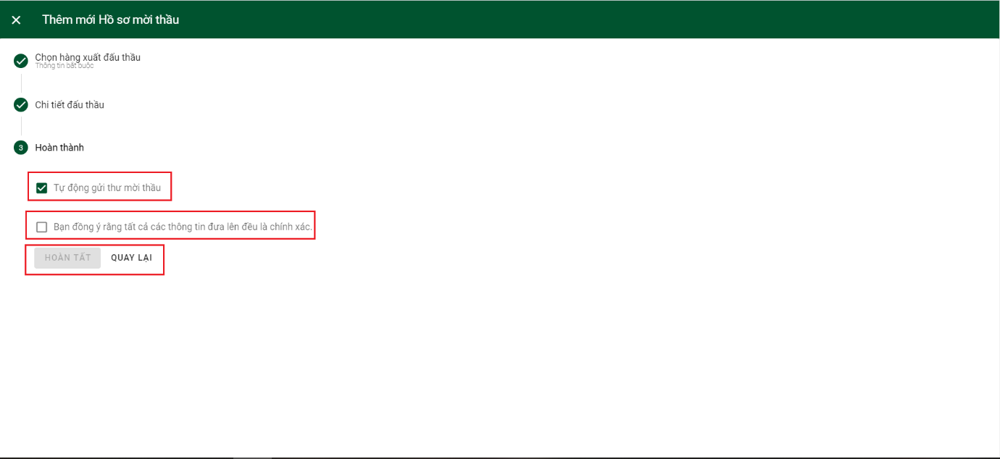 Thêm mới Hồ sơ mời thầu
Chọn hàng xuất đấu thầu
Thông tin bắt buộc
Chi tiết đấu thầu
3 Hoàn thành
Tự động gửi thư mời thầu
Bạn đồng ý rằng tất cả các thông tin đưa lên đều là chính xác.
HOÀN TẤT QUAY LẠI